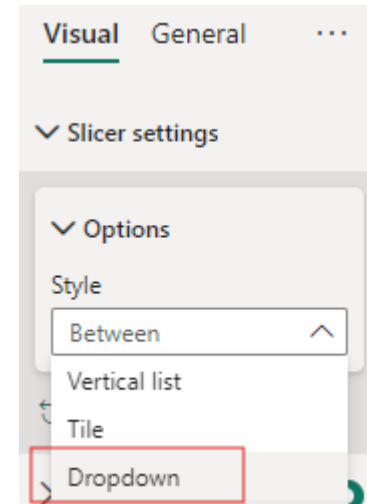 Visual General ...
Slicer settings
Options
Style
Between
Vertical list
Tile
Dropdown